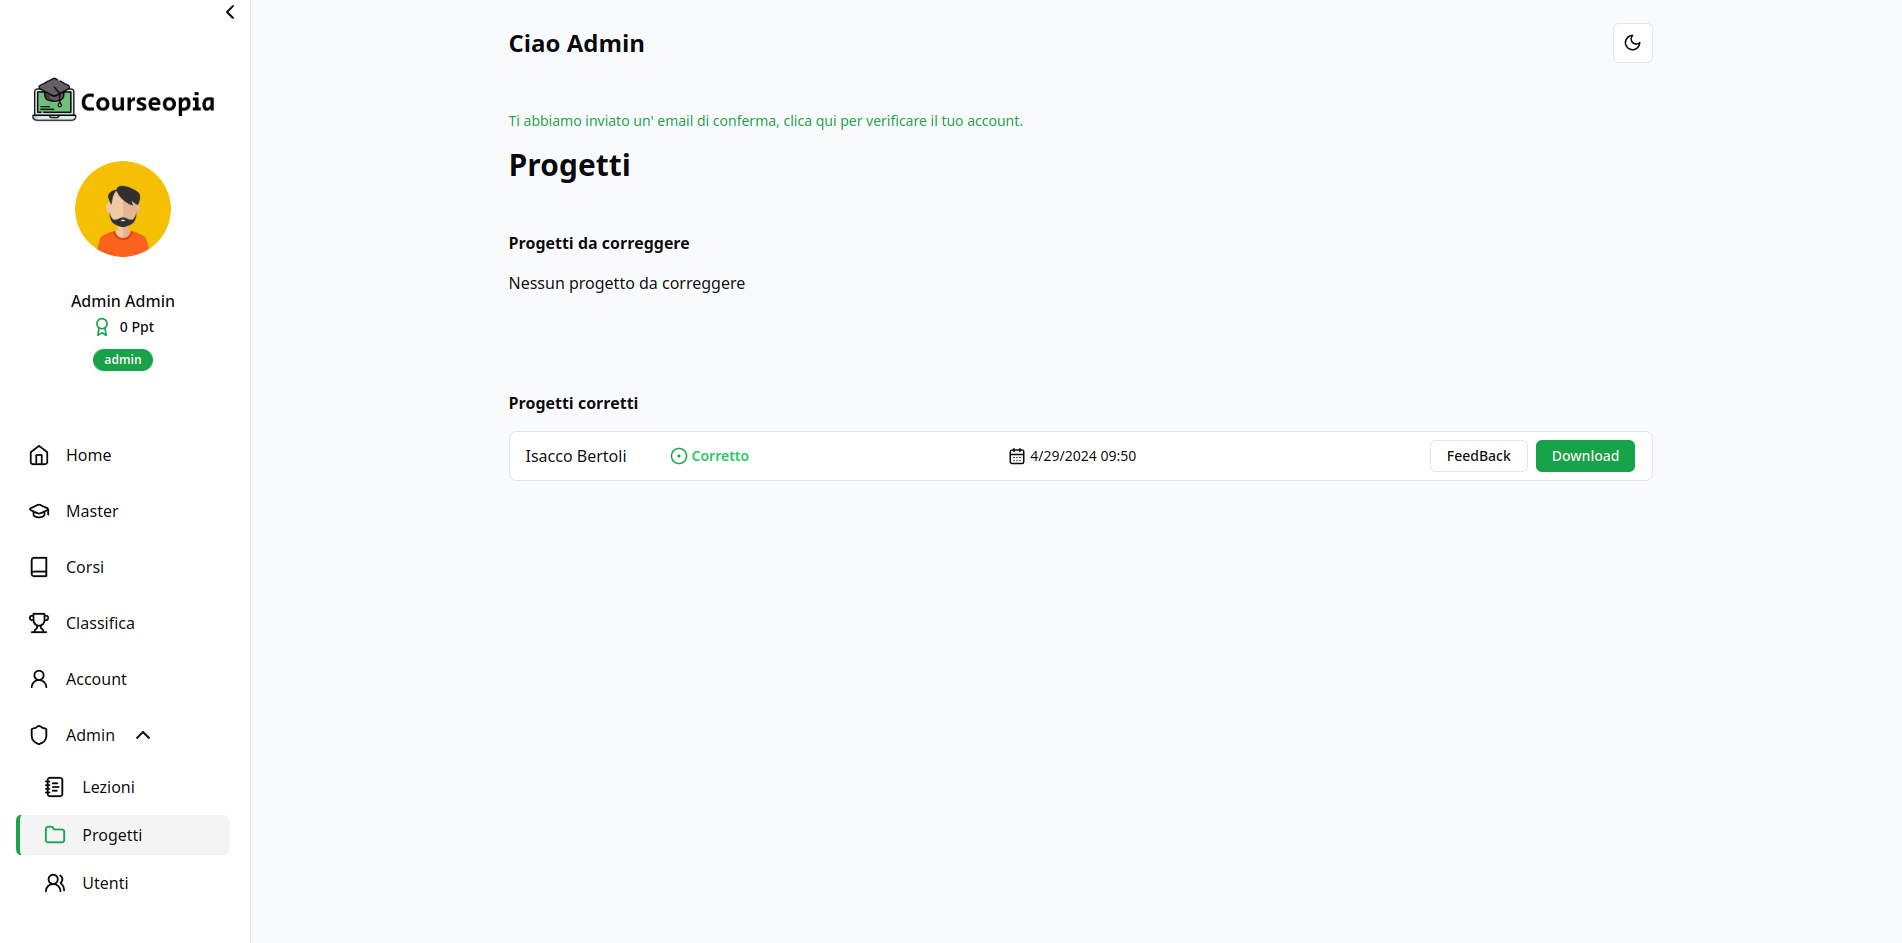 Courseopia
Admin Admin
0 Ppt
admin
Home
Master
Corsi
Classifica
Account
Admin
Lezioni
Progetti
Utenti
Ciao Admin
Ti abbiamo inviato un' email di conferma, clica qui per verificare il tuo account.
Progetti
Progetti da correggere
Nessun progetto da correggere
Progetti corretti
Isacco Bertoli Corretto 4/29/2024 09:50 FeedBack Download